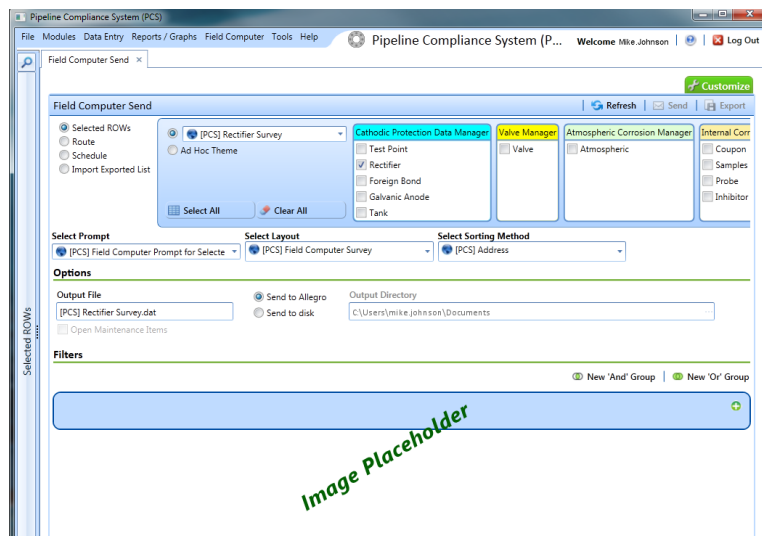 Pipeline Compliance System (PCS)
File Modules Data Entry Reports / Graphs Field Computer Tools Help
Pipeline Compliance System (P... Welcome Mike.Johnson Log Out
Field Computer Send ×
Customize
Field Computer Send Refresh Send Export
Selected ROWs
Route
Schedule
Import Exported List
[PCS] Rectifier Survey
Ad Hoc Theme
Select All Clear All
Cathodic Protection Data Manager
Test Point
Rectifier
Foreign Bond
Galvanic Anode
Tank
Valve Manager
Valve
Atmospheric Corrosion Manager
Atmospheric
Internal Corr
Coupon
Samples
Probe
Inhibitor
Select Prompt Select Layout Select Sorting Method
[PCS] Field Computer Prompt for Selecte [PCS] Field Computer Survey [PCS] Address
Options
Output File Send to Allegro Output Directory
[PCS] Rectifier Survey.dat Send to disk C:\Users\mike.johnson\Documents
Open Maintenance Items
Selected ROWs
Filters
New 'And' Group New 'Or' Group
Image Placeholder